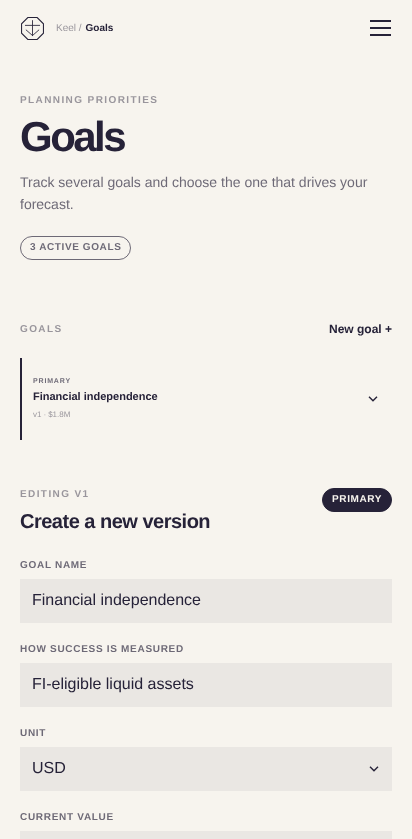 Keel / Goals
PLANNING PRIORITIES
Goals
Track several goals and choose the one that drives your
forecast.
3 ACTIVE GOALS
GOALS
New goal +
PRIMARY
Financial independence
v1 · $1.8M
EDITING V1
PRIMARY
Create a new version
GOAL NAME
Financial independence
HOW SUCCESS IS MEASURED
FI-eligible liquid assets
UNIT
USD
CURRENT VALUE